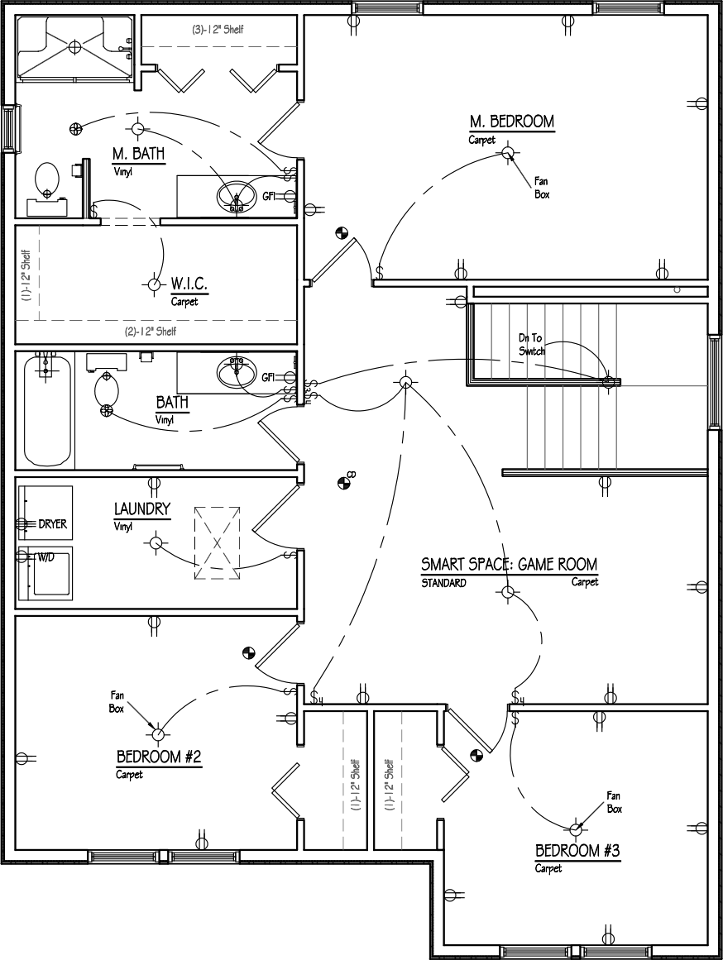 (3)-12" Shelf
M. BEDROOM
Carpet
Fan
Box
M. BATH
Vinyl
GFI
S
S
S
S
(1)-12" Shelf
W.I.C.
Carpet
(2)-12" Shelf
Dn To
Switch
GFI
BATH
Vinyl
LAUNDRY
Vinyl
DRYER
W/D
SMART SPACE: GAME ROOM
STANDARD
Carpet
S
S4
S4
S
S
Fan
Box
BEDROOM #2
Carpet
(1)-12" Shelf
(1)-12" Shelf
Fan
Box
BEDROOM #3
Carpet